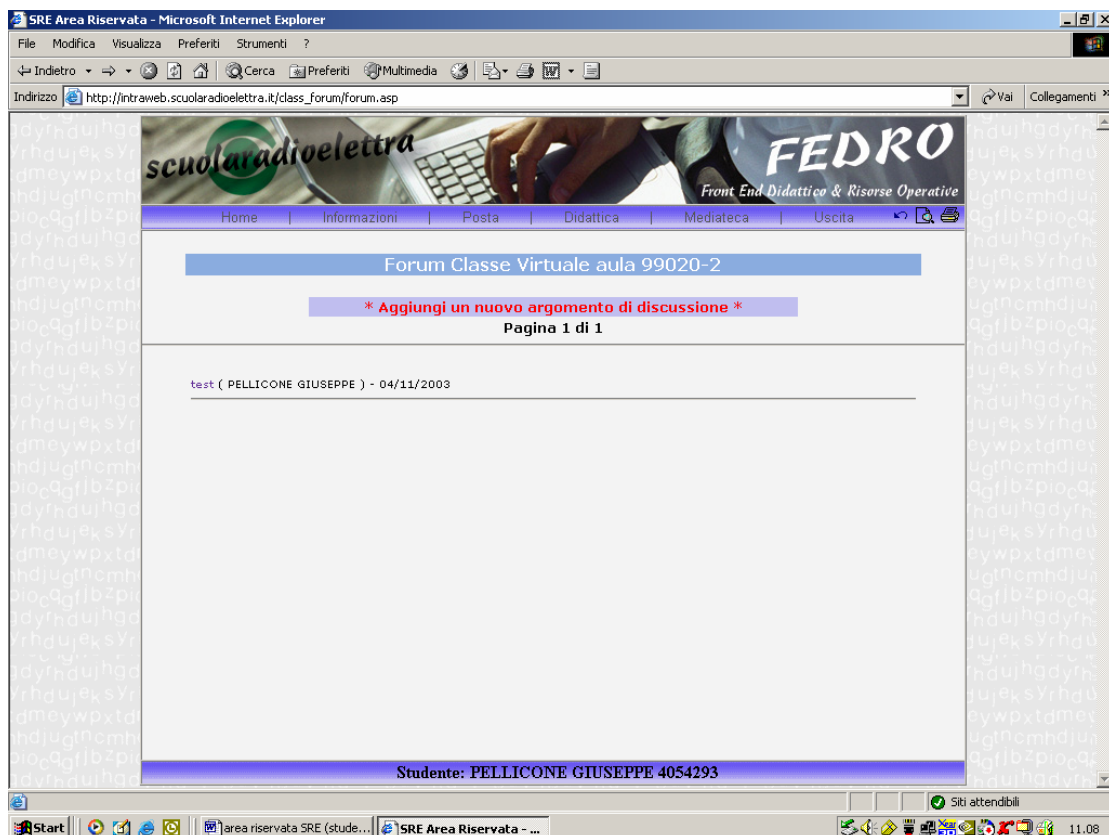 SRE Area Riservata - Microsoft Internet Explorer
File Modifica Visualizza Preferiti Strumenti ?
Indietro Cerca Preferiti Multimedia
Indirizzo http://intraweb.scuolaradioelettra.it/class_forum/forum.asp Vai Collegamenti »
scuolaradioelettra
FEDRO
Front End Didattico & Risorse Operative
Home | Informazioni | Posta | Didattica | Mediateca | Uscita
Forum Classe Virtuale aula 99020-2
* Aggiungi un nuovo argomento di discussione *
Pagina 1 di 1
test ( PELLICONE GIUSEPPE ) - 04/11/2003
Studente: PELLICONE GIUSEPPE 4054293
Siti attendibili
Start area riservata SRE (stude... SRE Area Riservata - ... 11.08